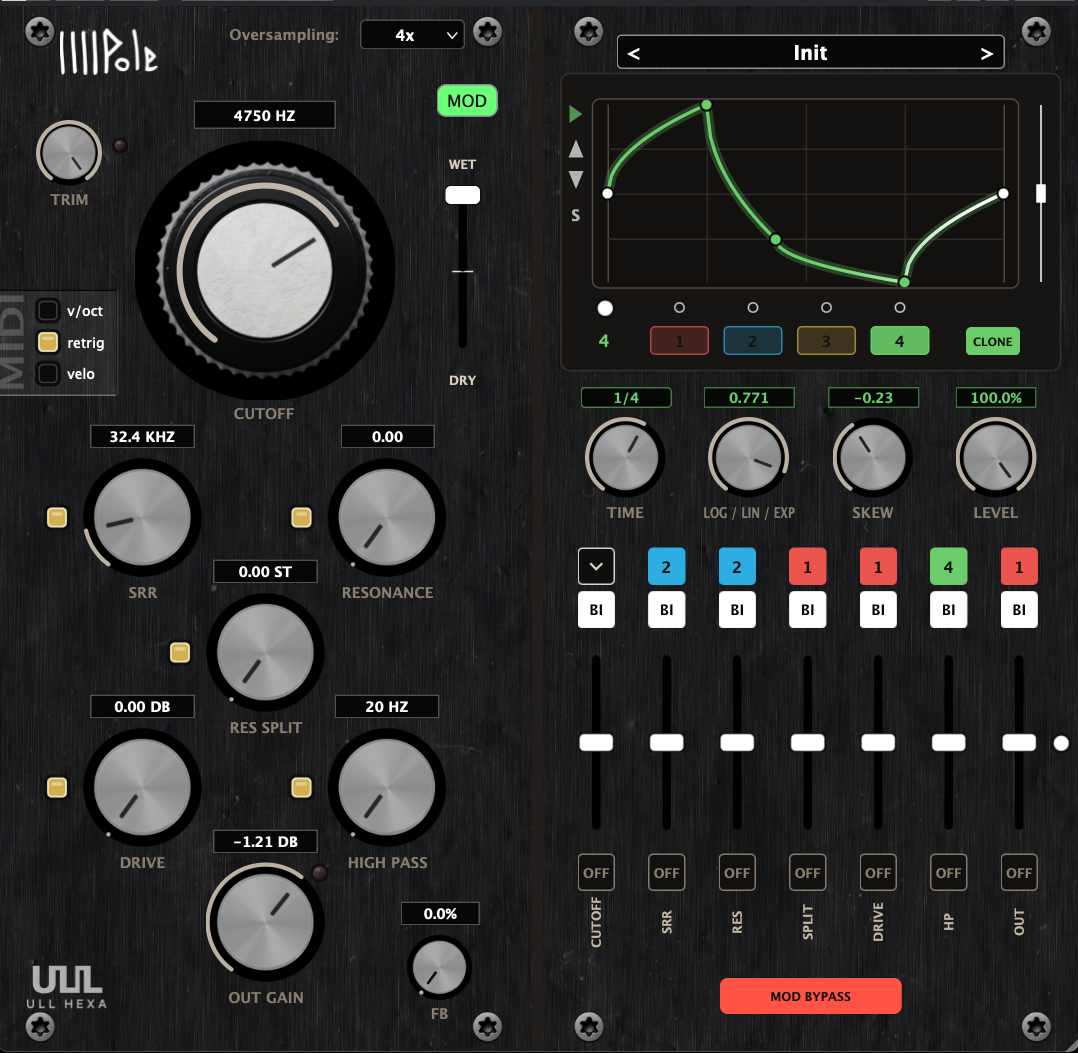 IIIIPole
Oversampling:
4x
MOD
4750 HZ
TRIM
WET
DRY
MIDI
v/oct
retrig
velo
CUTOFF
32.4 KHZ
0.00
SRR
RESONANCE
0.00 ST
RES SPLIT
0.00 DB
20 HZ
DRIVE
HIGH PASS
-1.21 DB
OUT GAIN
0.0%
FB
ULL
ULL HEXA
< Init >
S
4
1 2 3 4
CLONE
1/4 0.771 -0.23 100.0%
TIME LOG / LIN / EXP SKEW LEVEL
2 2 1 1 4 1
BI BI BI BI BI BI BI
OFF OFF OFF OFF OFF OFF OFF
CUTOFF SRR RES SPLIT DRIVE HP OUT
MOD BYPASS